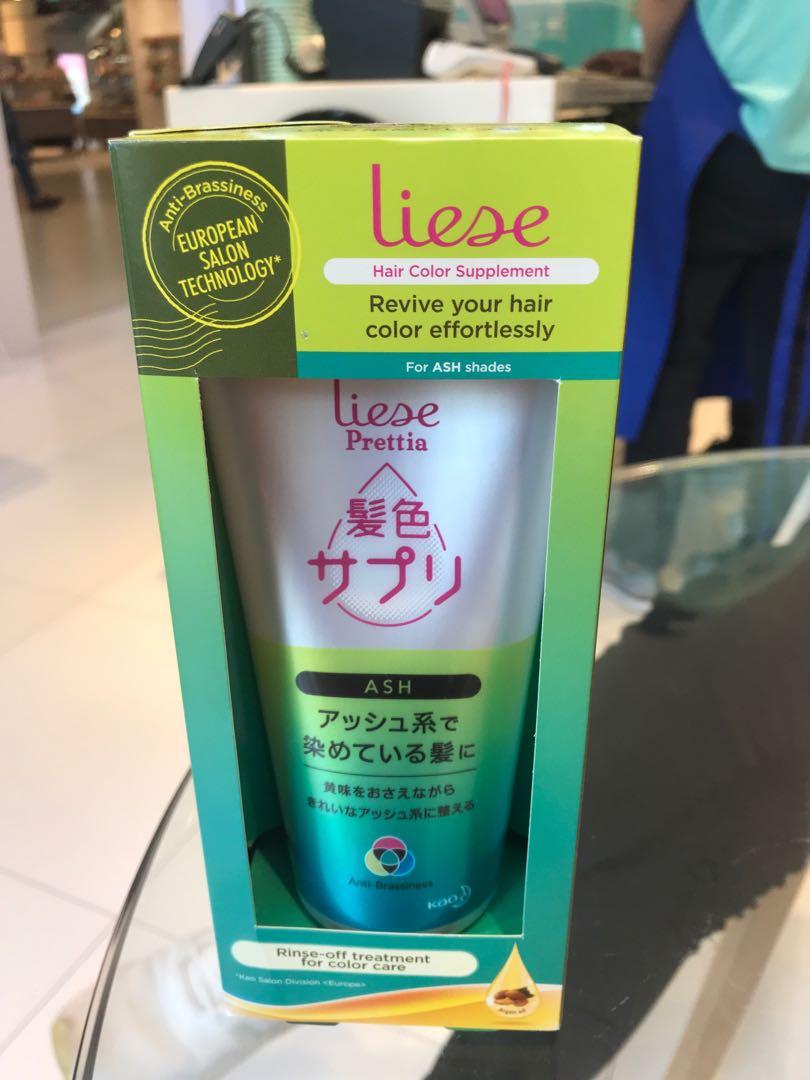 Anti-Brassiness
EUROPEAN
SALON
TECHNOLOGY*
Liese
Hair Color Supplement
Revive your hair
color effortlessly
For ASH shades
Liese
Prettia
髪色
サプリ
ASH
アッシュ系で
染めている髪に
黄味をおさえながら
きれいなアッシュ系に整える
Anti-Brassiness
Kao
Rinse-off treatment
for color care
*Kao Salon Division <Europe>
Argan oil